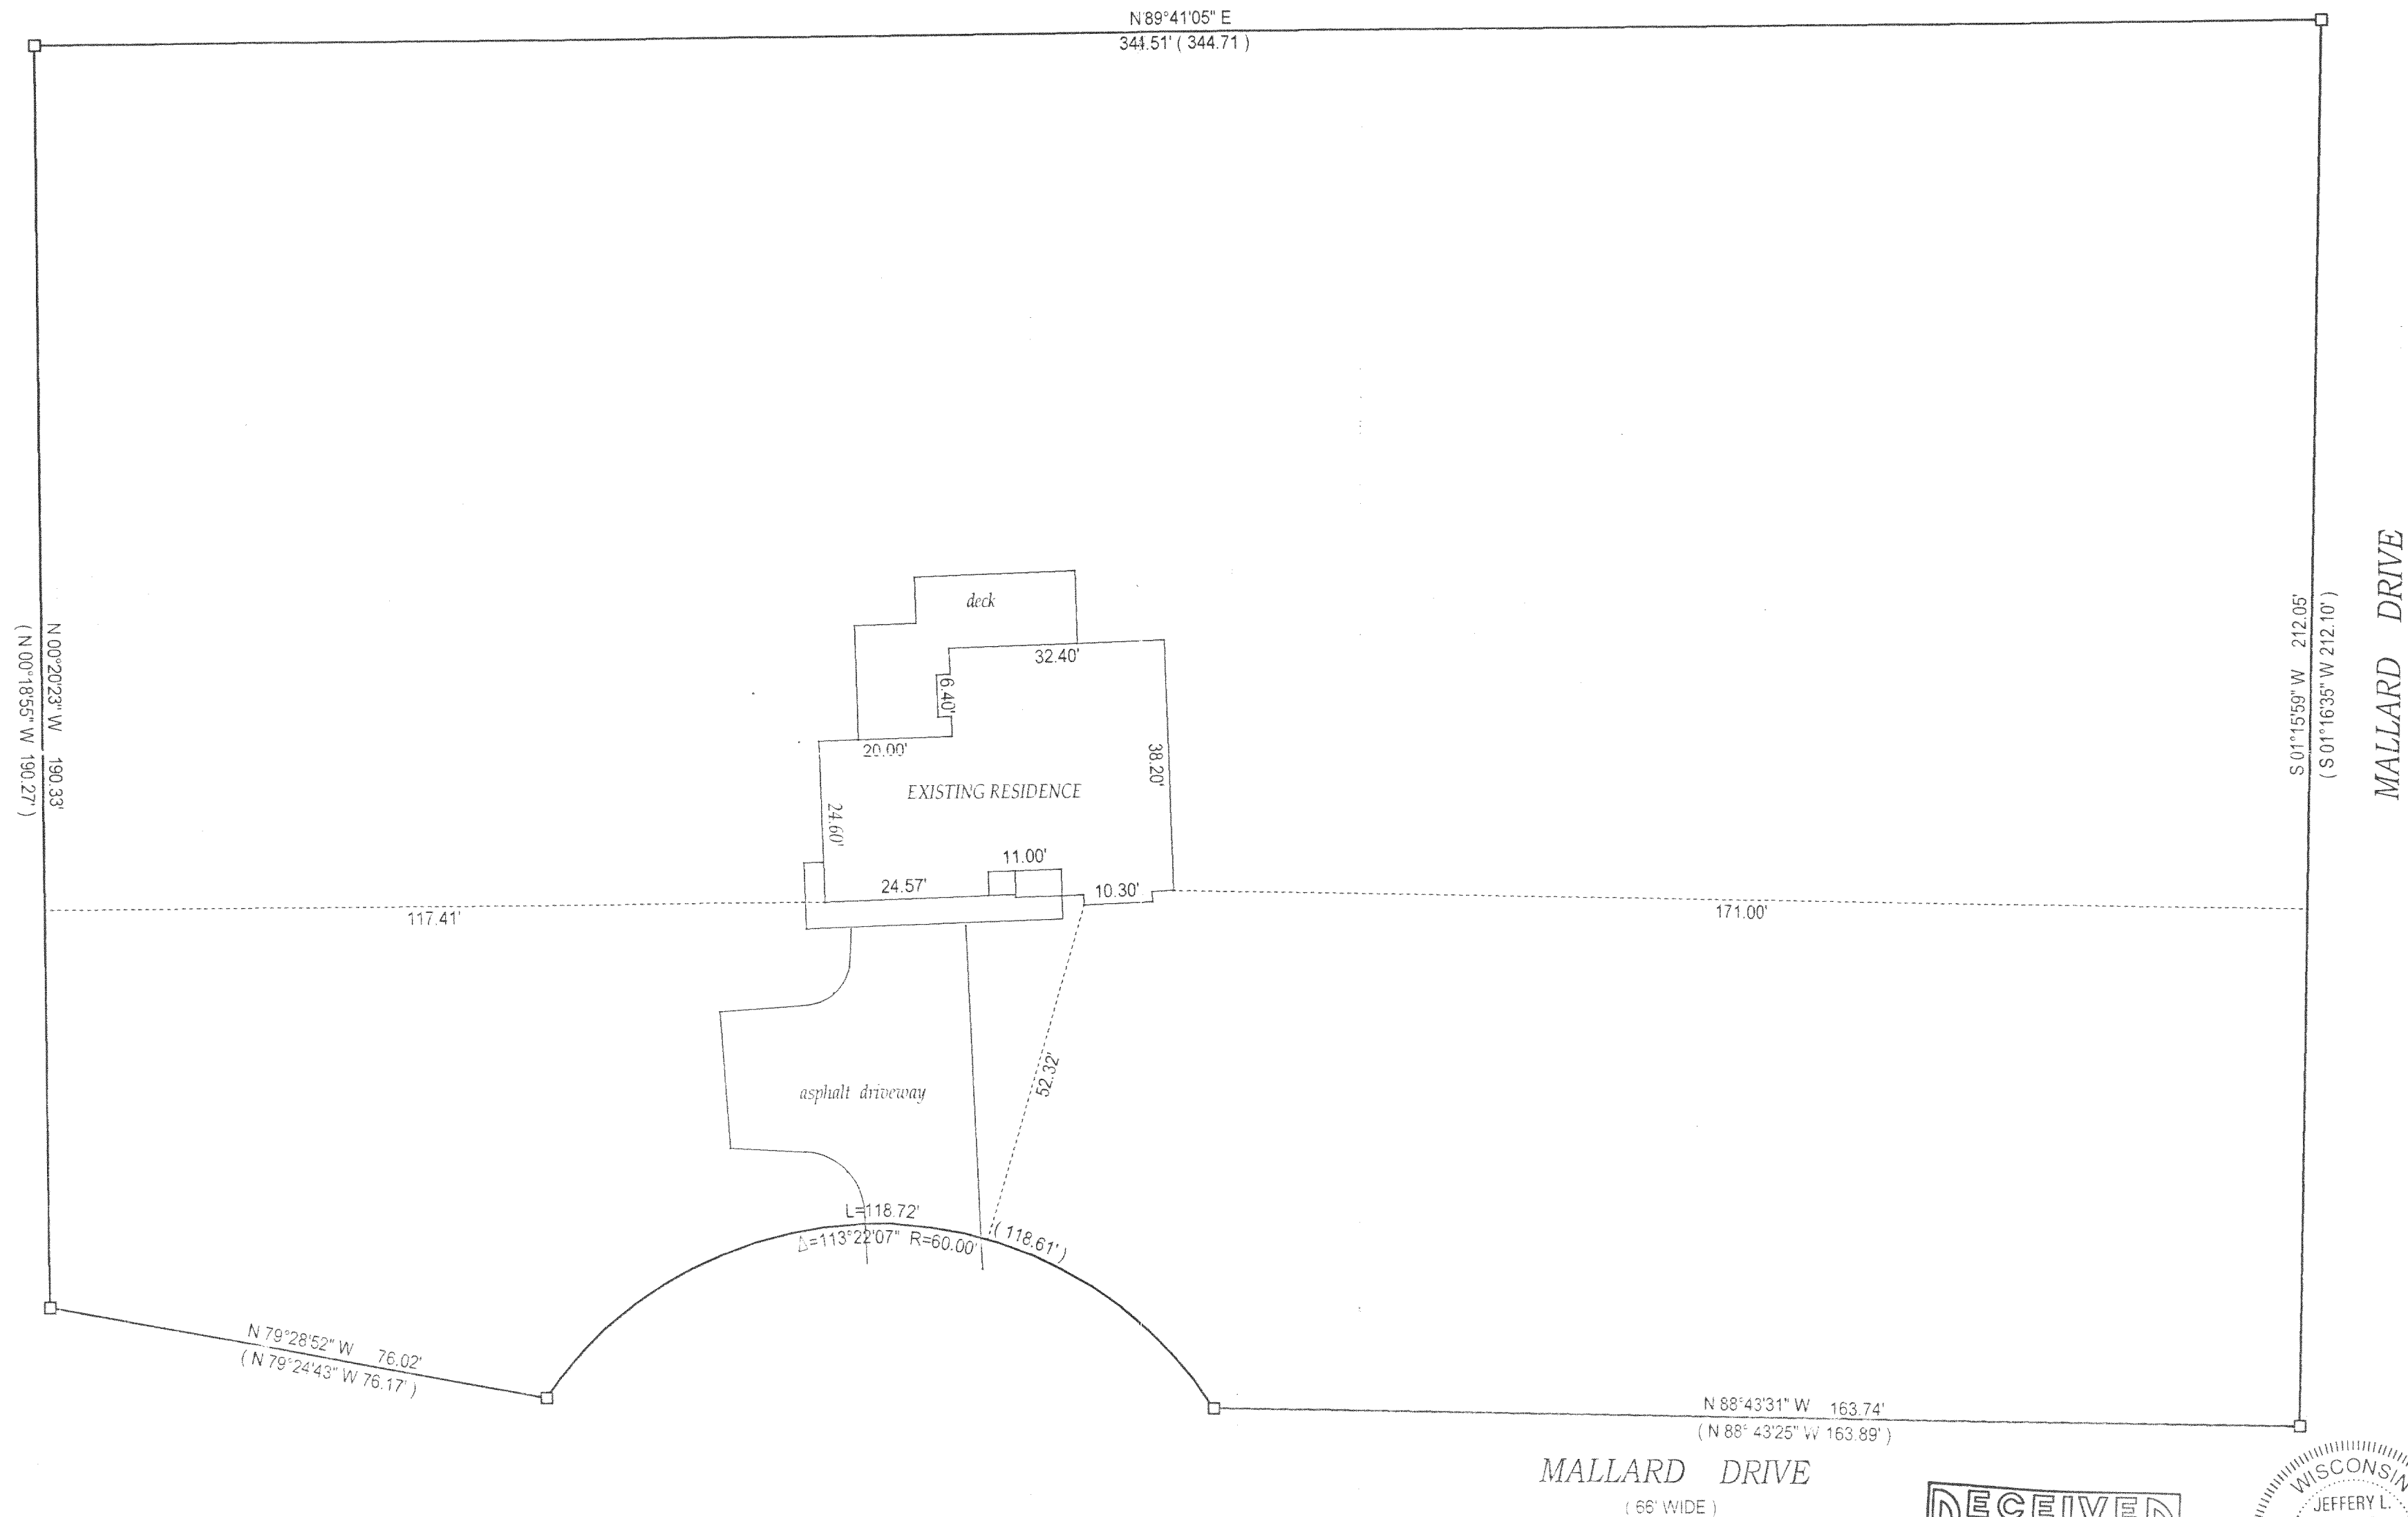 N 89°41'05" E
344.51' ( 344.71 )
N 00°20'23" W 190.33'
( N 00°18'55" W 190.27' )
S 01°15'59" W 212.05'
( S 01°16'35" W 212.10' )
MALLARD DRIVE
deck
32.40'
6.40'
20.00'
38.20'
EXISTING RESIDENCE
24.60'
11.00'
24.57'
10.30'
117.41'
171.00'
52.32'
asphalt driveway
L=118.72'
( 118.61' )
Δ=113°22'07" R=60.00'
N 79°28'52" W 76.02'
( N 79°24'43" W 76.17' )
N 88°43'31" W 163.74'
( N 88°43'25" W 163.89' )
MALLARD DRIVE
( 66' WIDE )
WISCONSIN
JEFFERY L.